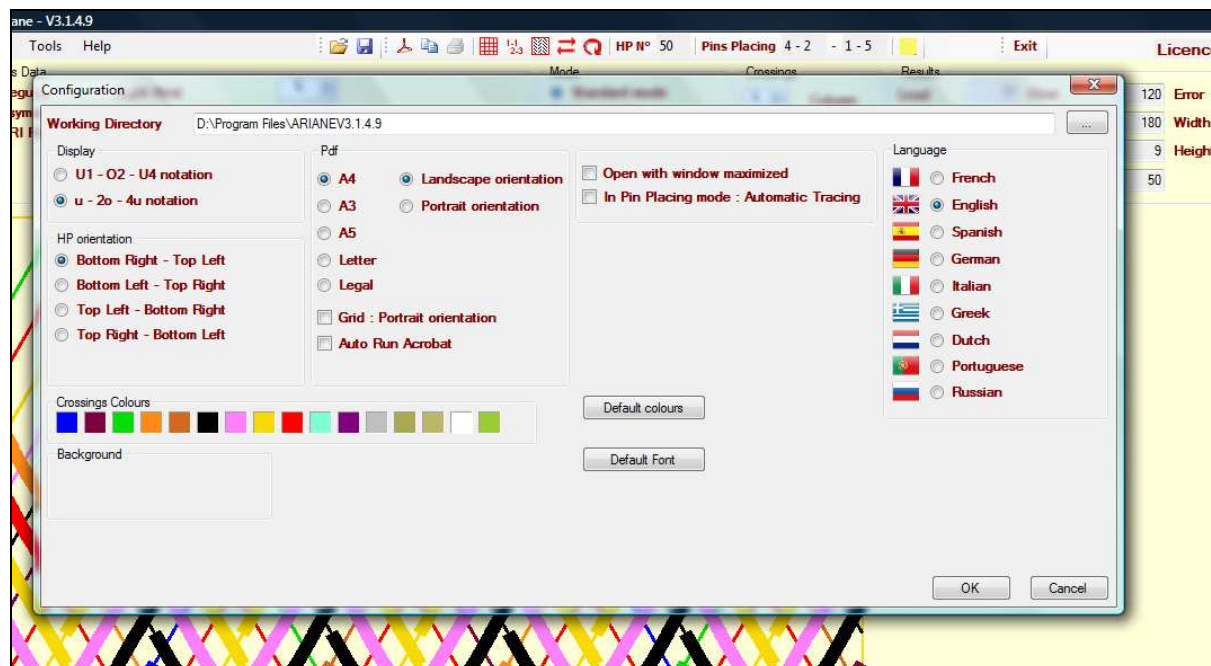 ane - V3.1.4.9
Tools Help HP N° 50 Pins Placing 4 - 2 - 1 - 5 Exit
Licenc
s Data Mode Crossings Results
Configuration
120 Error
180 Width
9 Heigh
50
Working Directory D:\Program Files\ARIANEV3.1.4.9 ...
Display
U1 - O2 - U4 notation
u - 2o - 4u notation
HP orientation
Bottom Right - Top Left
Bottom Left - Top Right
Top Left - Bottom Right
Top Right - Bottom Left
Pdf
A4 Landscape orientation
A3 Portrait orientation
A5
Letter
Legal
Grid : Portrait orientation
Auto Run Acrobat
Open with window maximized
In Pin Placing mode : Automatic Tracing
Language
French
English
Spanish
German
Italian
Greek
Dutch
Portuguese
Russian
Crossings Colours
Default colours
Background
Default Font
OK Cancel